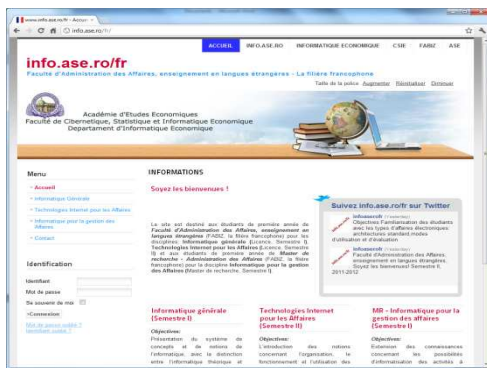 www.info.ase.ro/fr - Accueil
info.ase.ro/fr/
ACCUEIL INFO.ASE.RO INFORMATIQUE ECONOMIQUE CSIE FABIZ ASE
info.ase.ro/fr
Faculté d'Administration des Affaires, enseignement en langues étrangères - La filière francophone
Taille de la police Augmenter Réinitialiser Diminuer
Académie d'Etudes Economiques
Faculté de Cibernetique, Statistique et Informatique Economique
Departament d'Informatique Economique
Menu
Accueil
Informatique Générale
Technologies Internet pour les Affaires
Informatique pour la gestion des
Affaires
Contact
Identification
Identifiant
Mot de passe
Se souvenir de moi
Connexion
Mot de passe oublié ?
Identifiant oublié ?
INFORMATIONS
Soyez les bienvenues !
Le site est destiné aux étudiants de première année de
Faculté d'Administration des Affaires, enseignement en
langues étrangères (FABIZ, la filière francophone) pour les
disciplines: Informatique générale (Licence, Semestre I),
Technologies Internet pour les Affaires (Licence, Semestre
II) et aux étudiants de première année de Master de
recherche - Administration des Affaires (FABIZ, la filière
francophone) pour la discipline Informatique pour la gestion
des Affaires (Master de recherche, Semestre I).
Suivez info.ase.ro/fr sur Twitter
infoaserofr
Objectives Familiarisation des étudiants
avec les types d'affaires électroniques
architectures standard modes
d'utilisation et d'évaluation
infoaserofr
Faculté d'Administration des Affaires,
enseignement en langues étrangères.
Soyez les bienvenues! Semestre II,
2011-2012
Informatique générale
(Semestre I)
Objectives:
Présentation du système de
concepts et de notions de
l'informatique, avec la distinction
entre l'informatique théorique et
Technologies Internet
pour les Affaires
(Semestre II)
Objectives:
L'introduction des notions
concernant l'organisation, le
fonctionnement et l'utilisation des
MR - Informatique pour la
gestion des affaires
(Semestre I)
Objectives:
Extension des connaissances
concernant les possibilités
d'informatisation des activités à